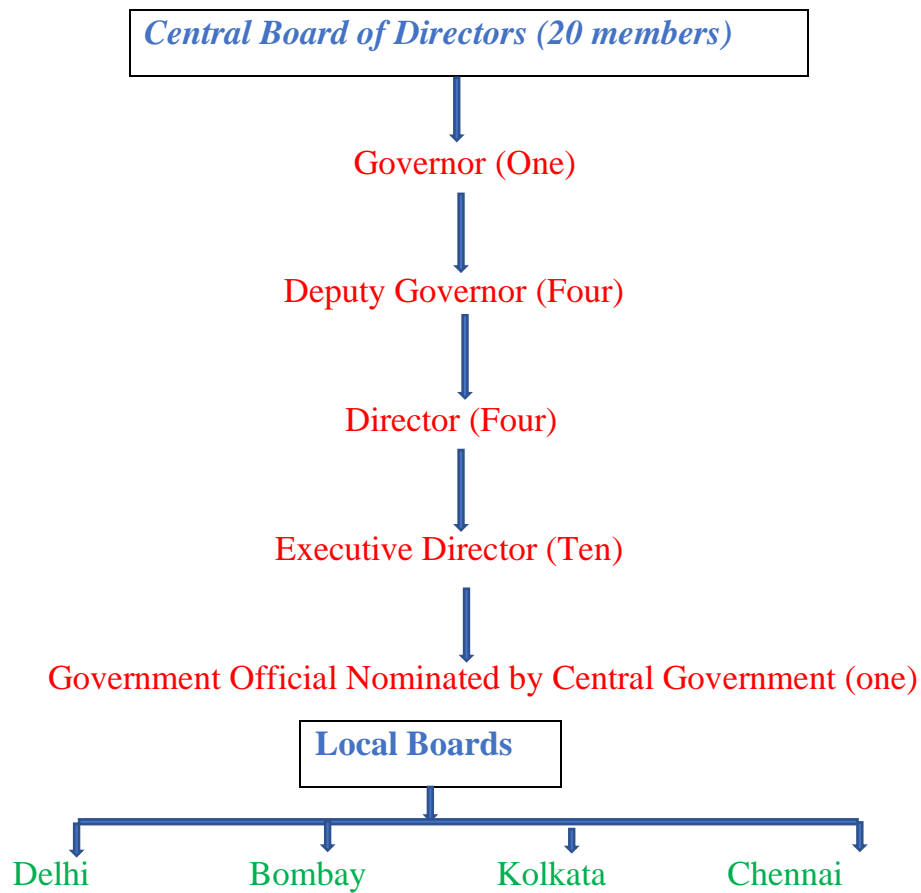 Central Board of Directors (20 members)
Governor (One)
Deputy Governor (Four)
Director (Four)
Executive Director (Ten)
Government Official Nominated by Central Government (one)
Local Boards
Delhi Bombay Kolkata Chennai